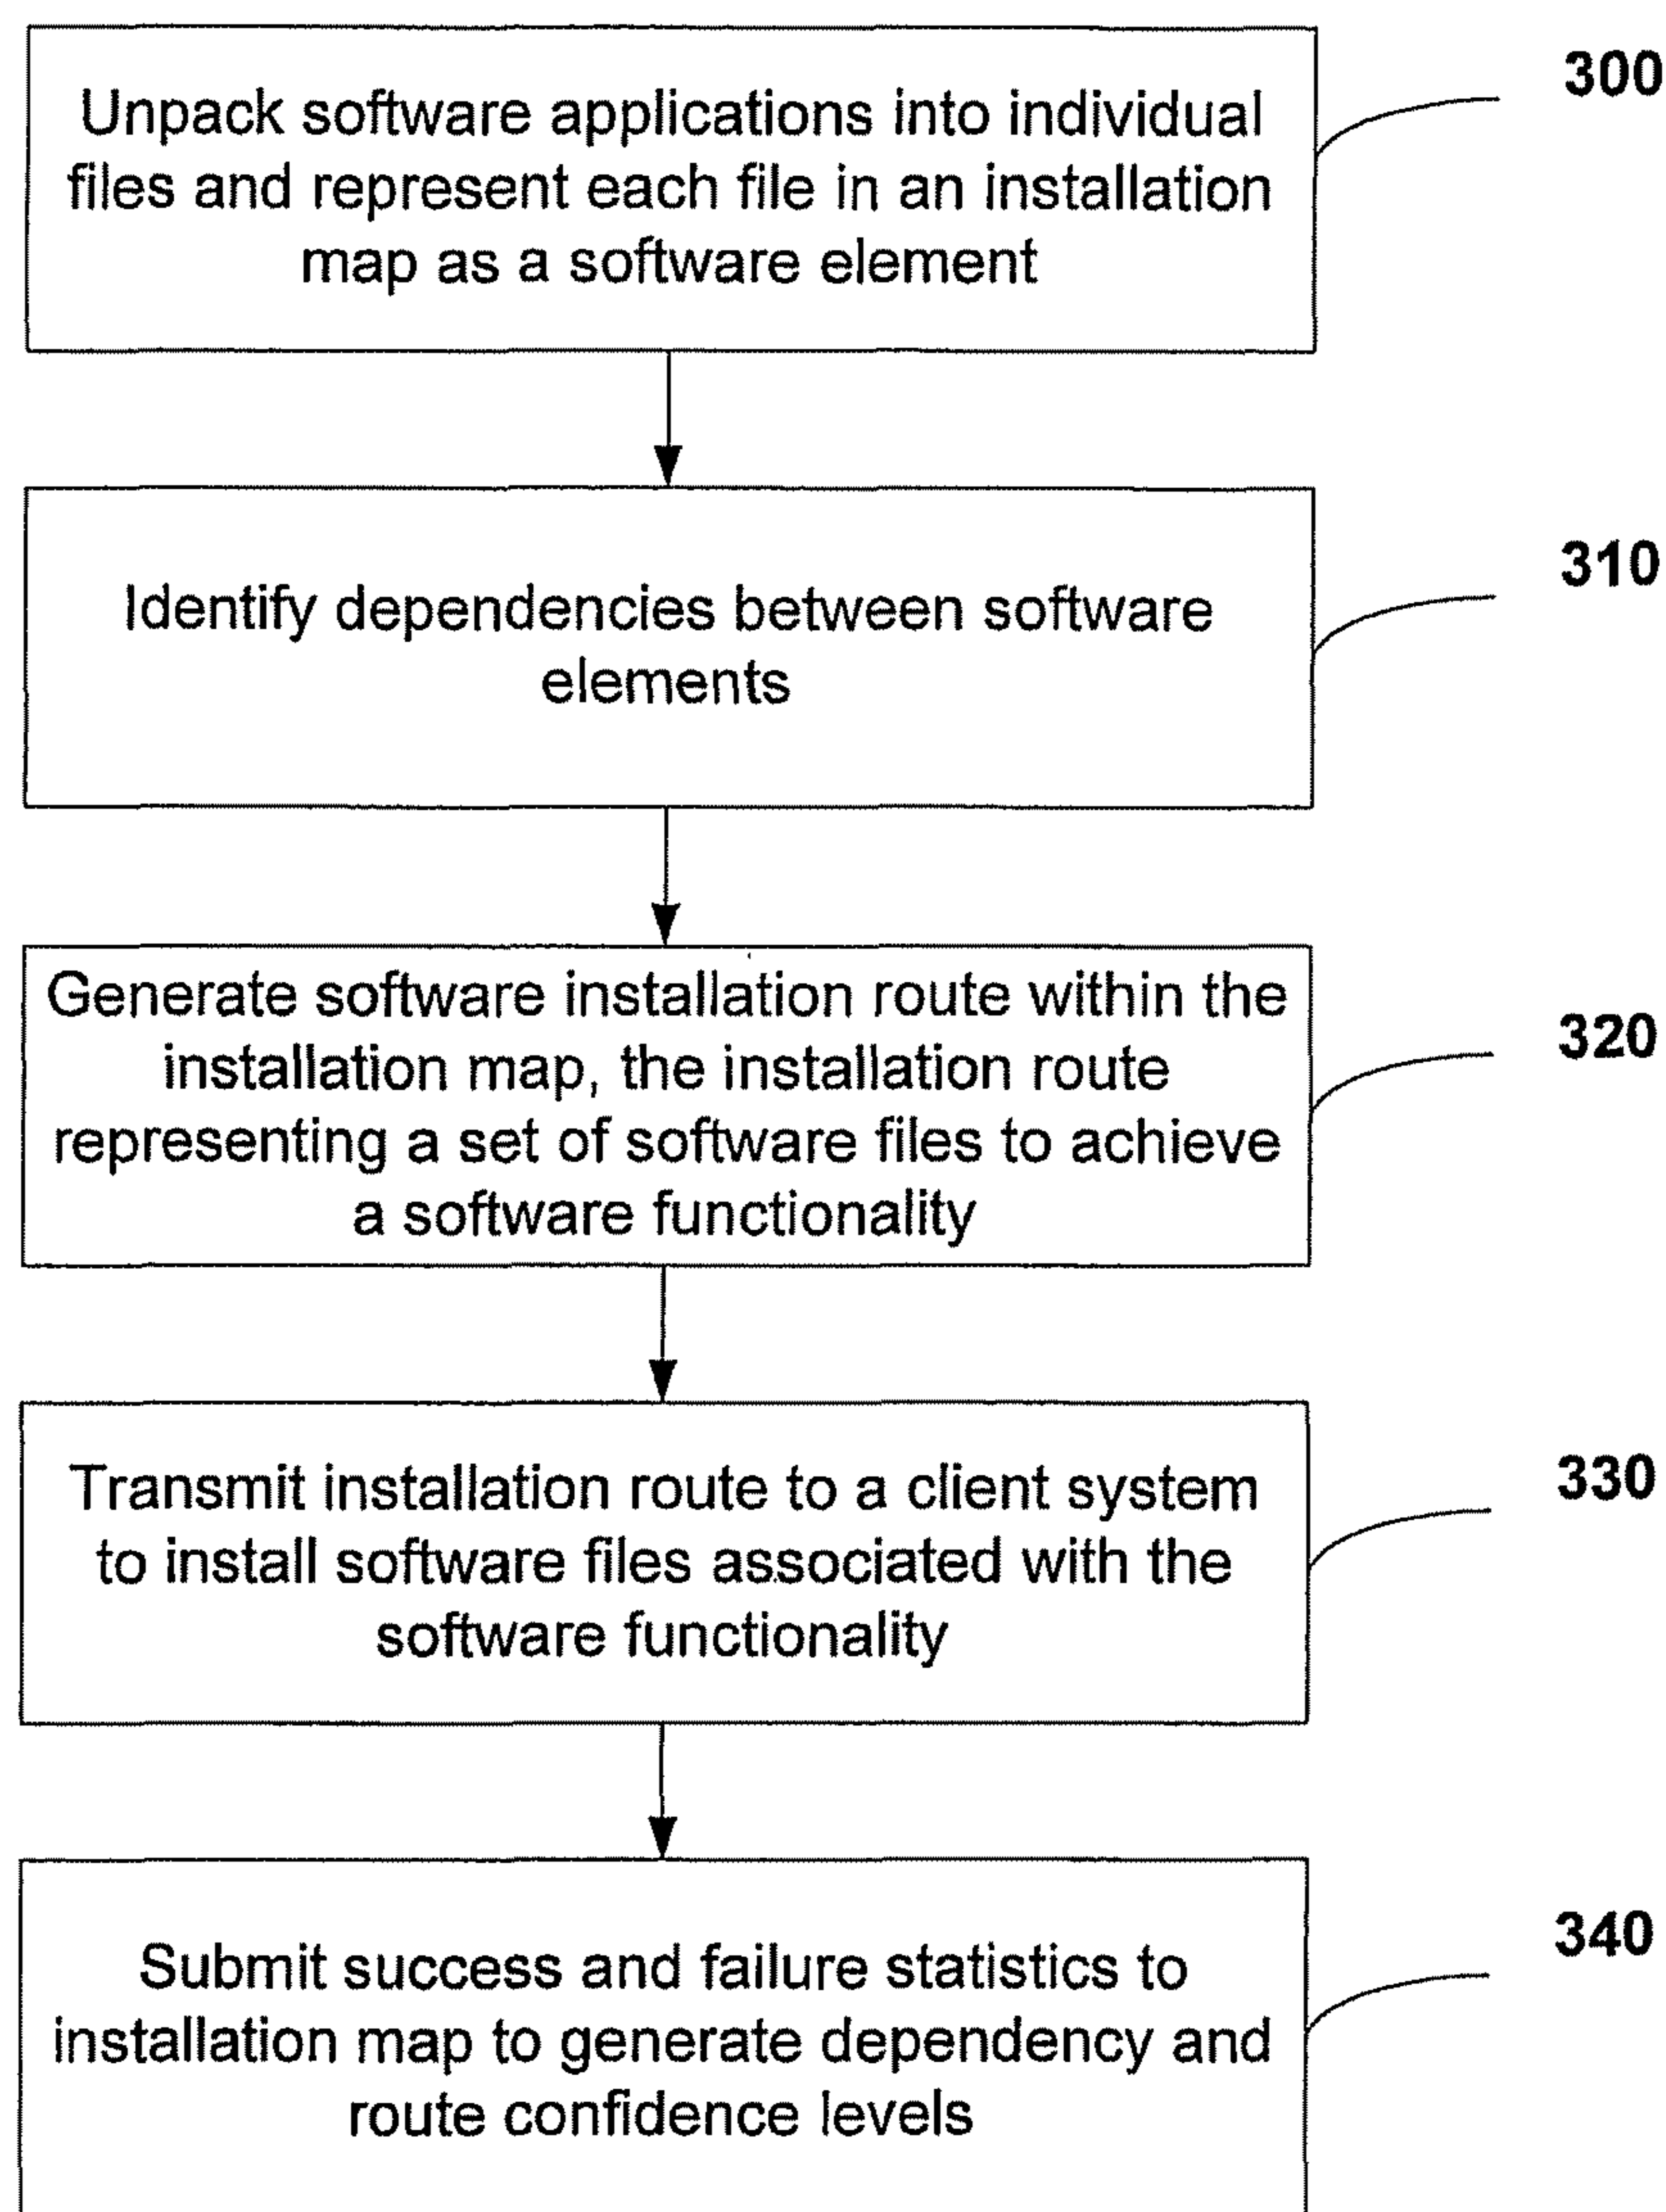 300
Unpack software applications into individual
files and represent each file in an installation
map as a software element
310
Identify dependencies between software
elements
320
Generate software installation route within the
installation map, the installation route
representing a set of software files to achieve
a software functionality
330
Transmit installation route to a client system
to install software files associated with the
software functionality
340
Submit success and failure statistics to
installation map to generate dependency and
route confidence levels